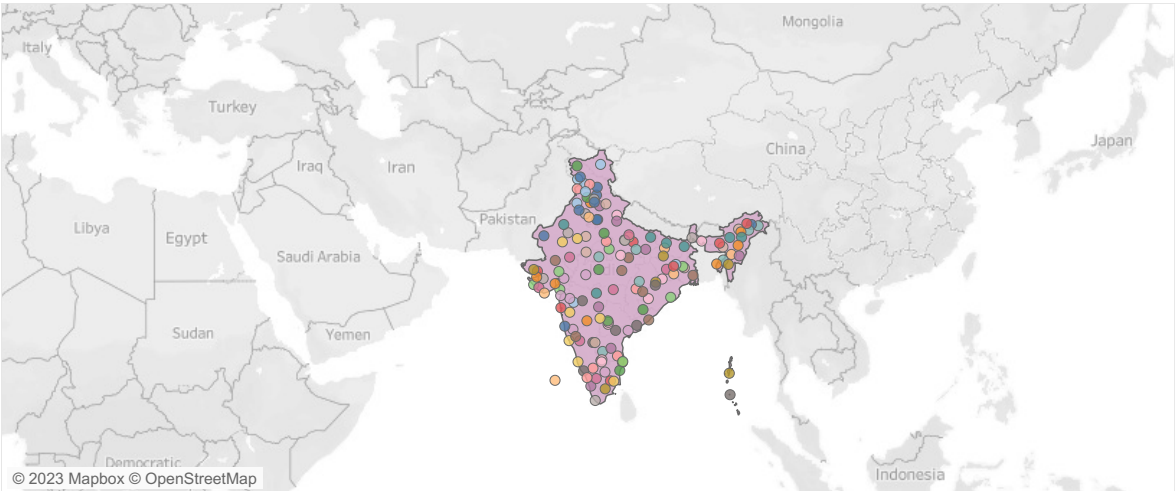 Mongolia
Italy
Turkey
China
Japan
Iraq
Iran
Pakistan
Libya
Egypt
Saudi Arabia
Sudan
Yemen
Democratic
Indonesia
© 2023 Mapbox © OpenStreetMap